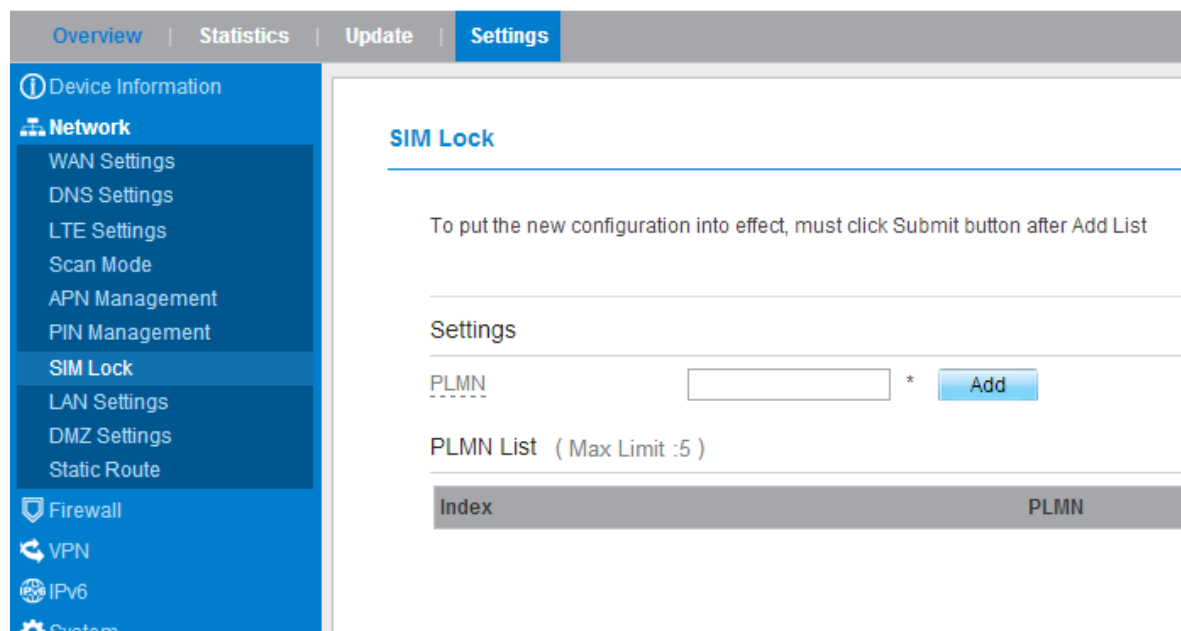 Overview | Statistics | Update | Settings
Device Information
Network
WAN Settings
DNS Settings
LTE Settings
Scan Mode
APN Management
PIN Management
SIM Lock
LAN Settings
DMZ Settings
Static Route
Firewall
VPN
IPv6
System
SIM Lock
To put the new configuration into effect, must click Submit button after Add List
Settings
PLMN * Add
PLMN List ( Max Limit :5 )
Index PLMN